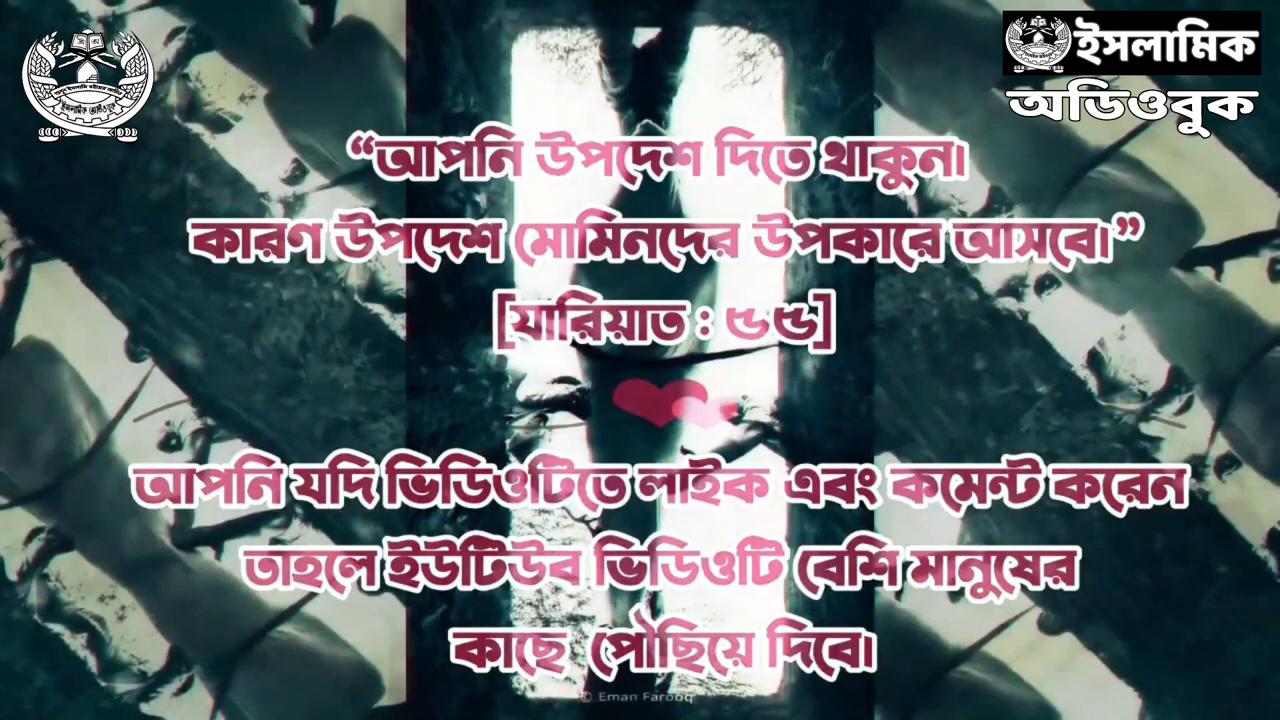 ইসলামিক
অডিওবুক
“আপনি উপদেশ দিতে থাকুন।
কারণ উপদেশ মোমিনদের উপকারে আসবে।”
[যারিয়াত : ৫৫]
আপনি যদি ভিডিওটিতে লাইক এবং কমেন্ট করেন
তাহলে ইউটিউব ভিডিওটি বেশি মানুষের
কাছে পৌছিয়ে দিবে।
© Eman Farooq